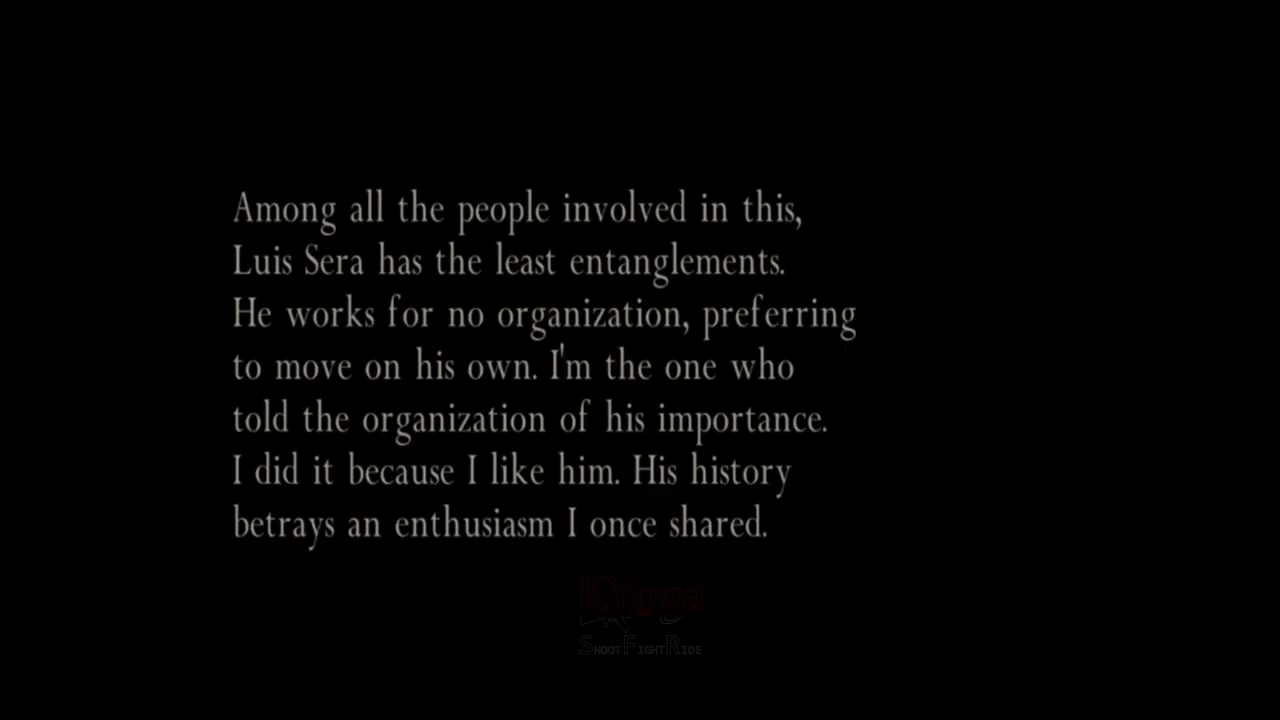 Among all the people involved in this,
Luis Sera has the least entanglements.
He works for no organization, preferring
to move on his own. I'm the one who
told the organization of his importance.
I did it because I like him. His history
betrays an enthusiasm I once shared.
KYoga
ShootFightRide